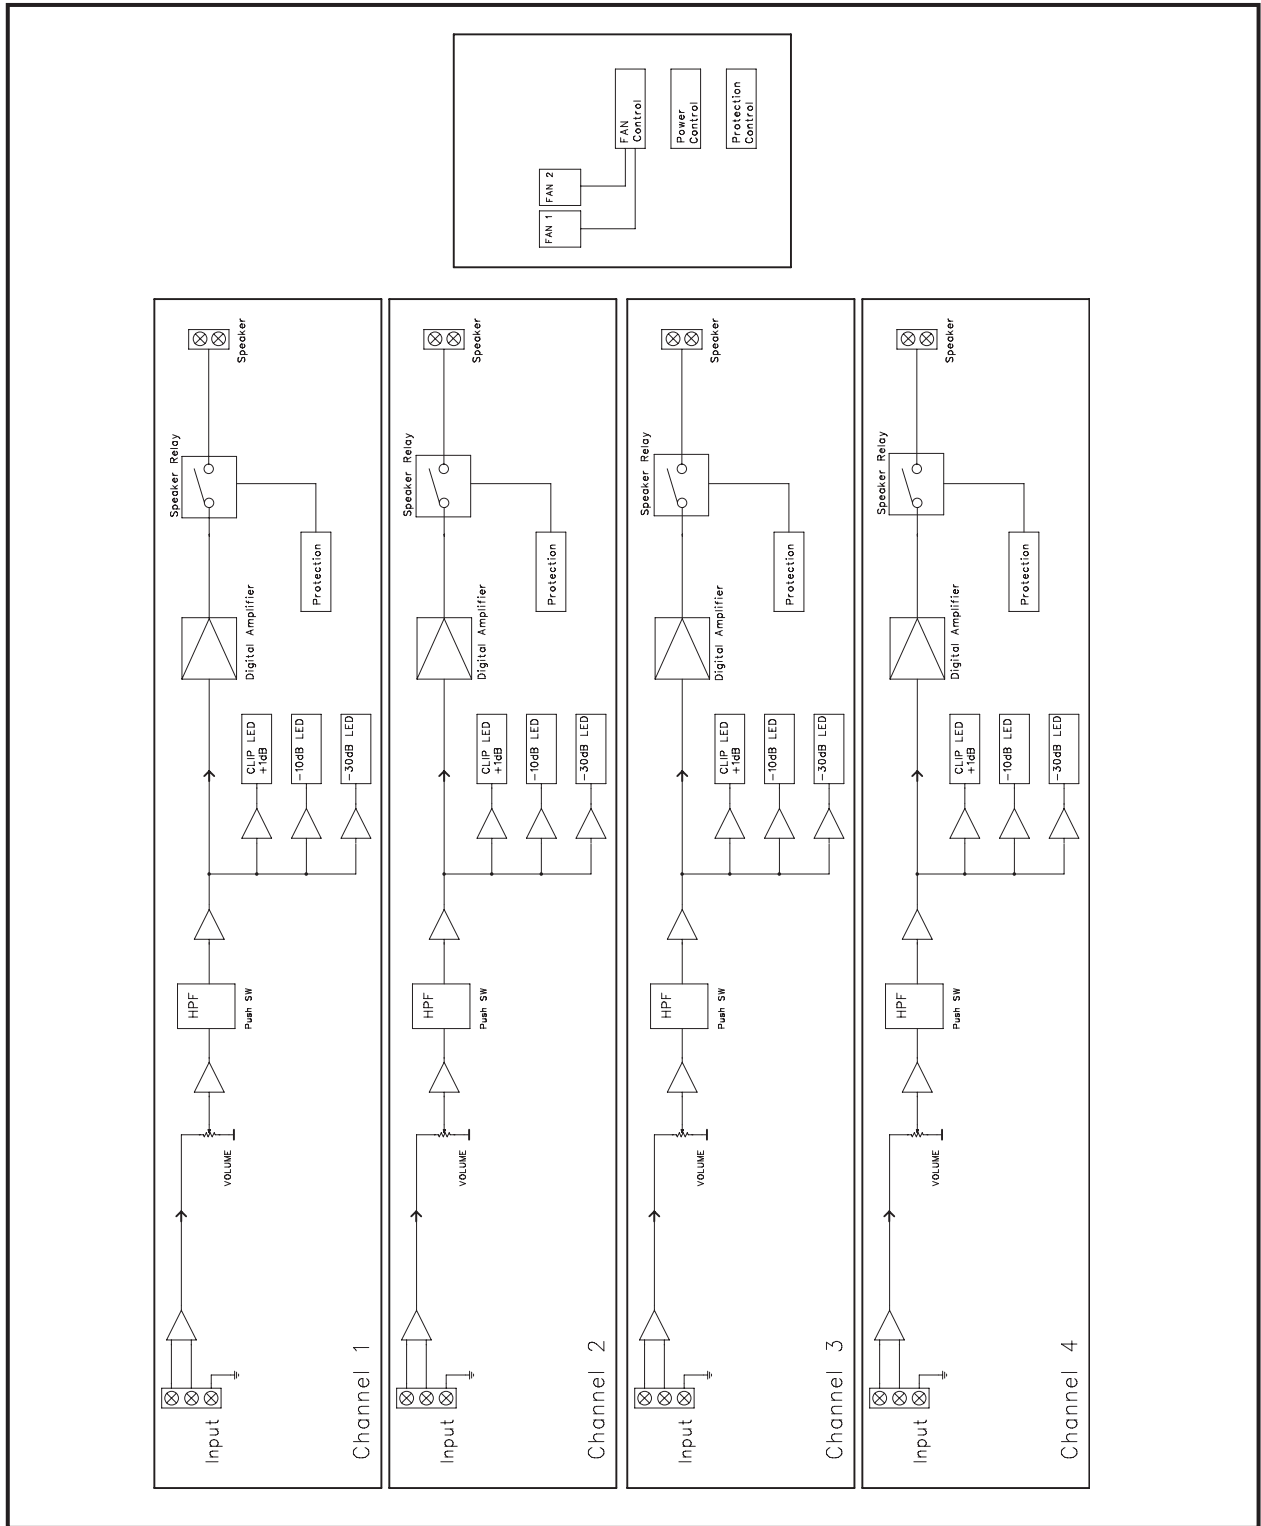 FAN 1
FAN 2
FAN
Control
Power
Control
Protection
Control
Input
VOLUME
HPF
Push SW
CLIP LED
+1dB
-10dB LED
-30dB LED
Digital Amplifier
Protection
Speaker Relay
Speaker
Channel 1
Input
VOLUME
HPF
Push SW
CLIP LED
+1dB
-10dB LED
-30dB LED
Digital Amplifier
Protection
Speaker Relay
Speaker
Channel 2
Input
VOLUME
HPF
Push SW
CLIP LED
+1dB
-10dB LED
-30dB LED
Digital Amplifier
Protection
Speaker Relay
Speaker
Channel 3
Input
VOLUME
HPF
Push SW
CLIP LED
+1dB
-10dB LED
-30dB LED
Digital Amplifier
Protection
Speaker Relay
Speaker
Channel 4